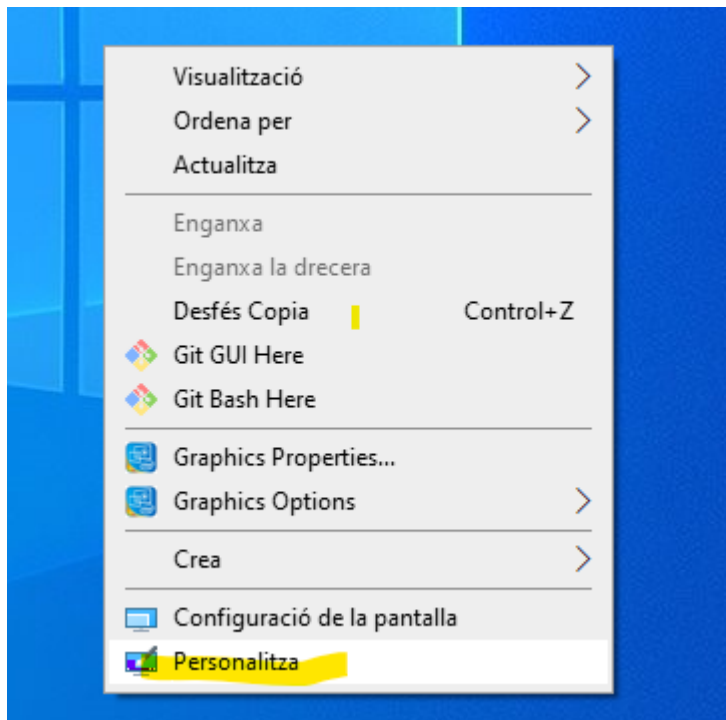 Visualització
Ordena per
Actualitza
Enganxa
Enganxa la drecera
Desfés Copia Control+Z
Git GUI Here
Git Bash Here
Graphics Properties...
Graphics Options
Crea
Configuració de la pantalla
Personalitza